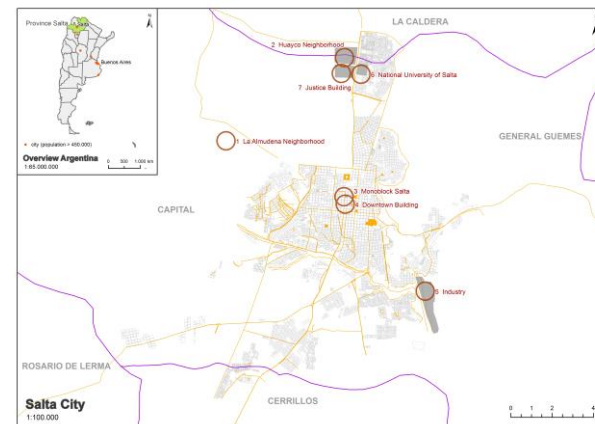 Province Salta
Salta
Buenos Aires
city (population > 450.000)
Overview Argentina
1:65.000.000
0 500 1.000 km
LA CALDERA
2 Huayco Neighborhood
6 National University of Salta
7 Justice Building
GENERAL GUEMES
1 La Almudena Neighborhood
3 Monoblock Salta
CAPITAL
4 Downtown Building
5 Industry
ROSARIO DE LERMA
CERRILLOS
Salta City
1:100.000
0 1 2 4